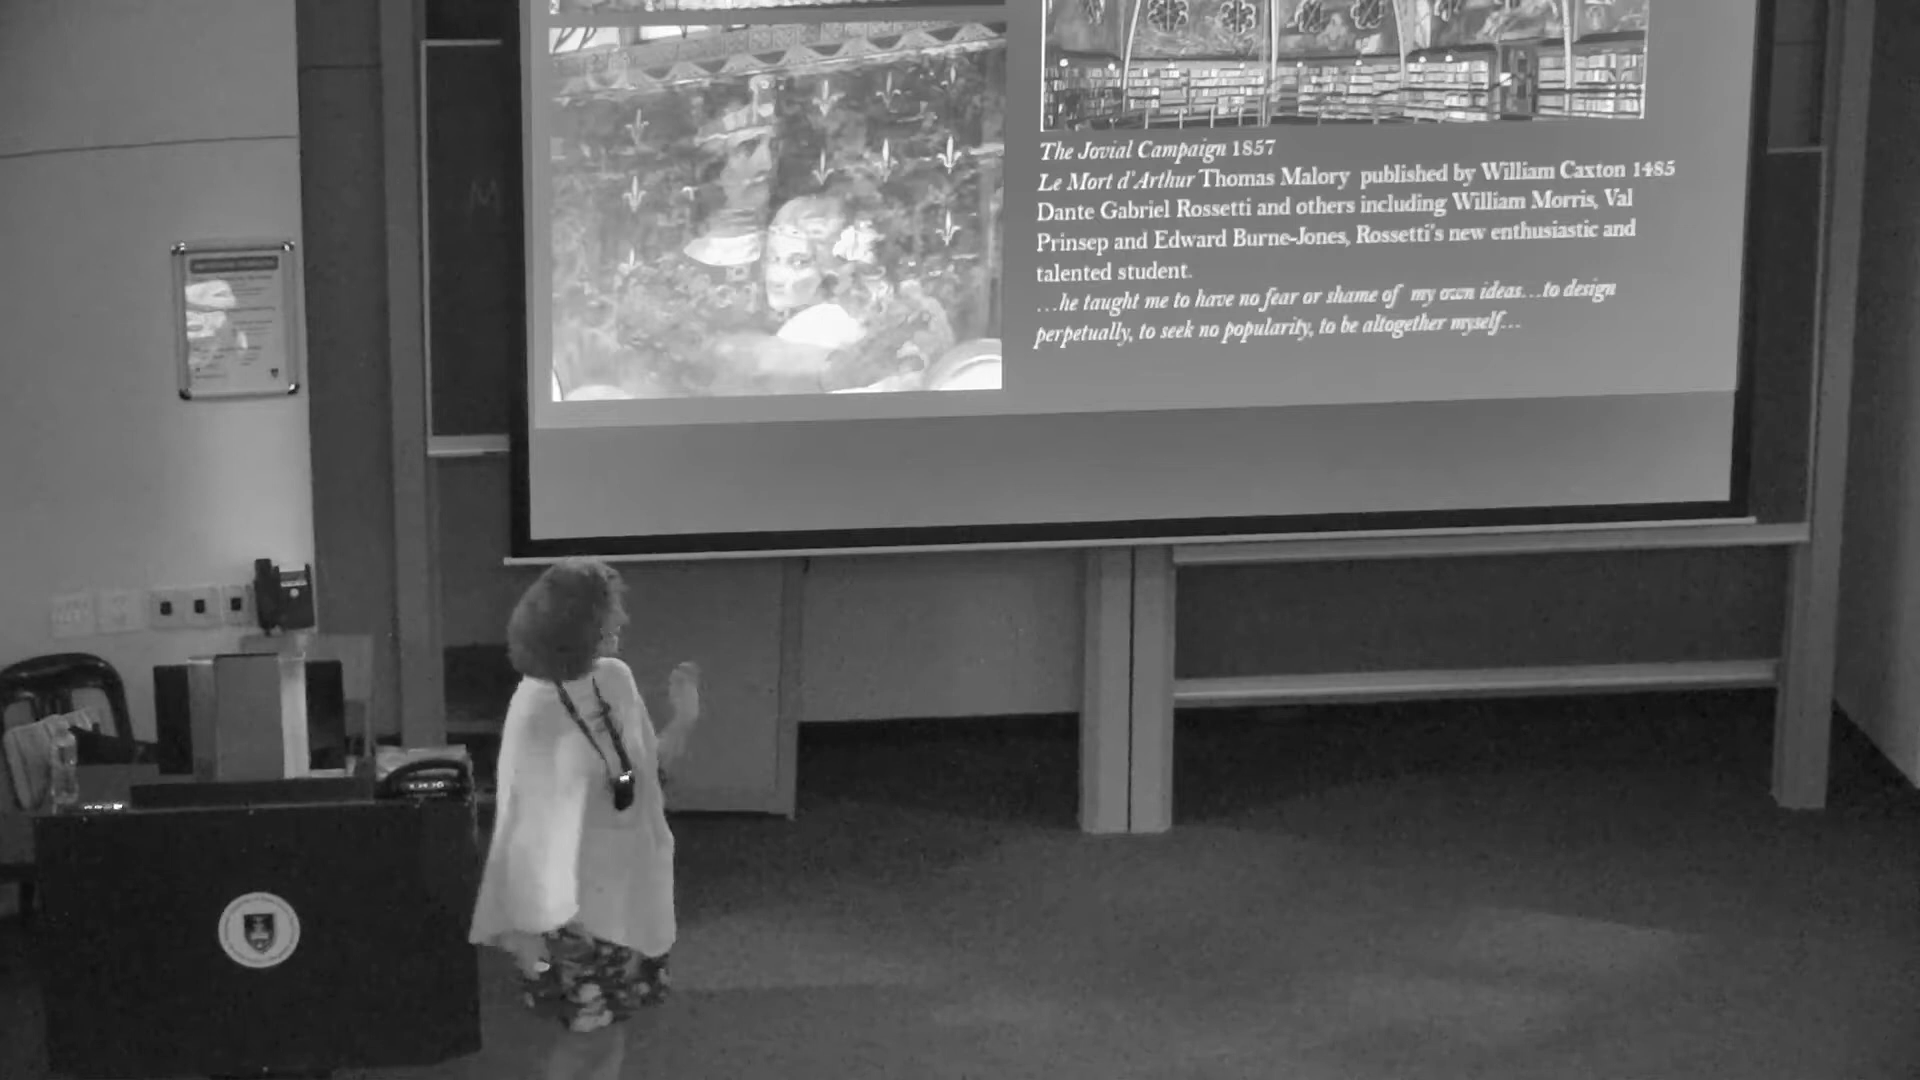 The Jovial Campaign 1857
Le Mort d'Arthur Thomas Malory published by William Caxton 1485
Dante Gabriel Rossetti and others including William Morris, Val
Prinsep and Edward Burne-Jones, Rossetti's new enthusiastic and
talented student.
...he taught me to have no fear or shame of my own ideas...to design
perpetually, to seek no popularity, to be altogether myself...